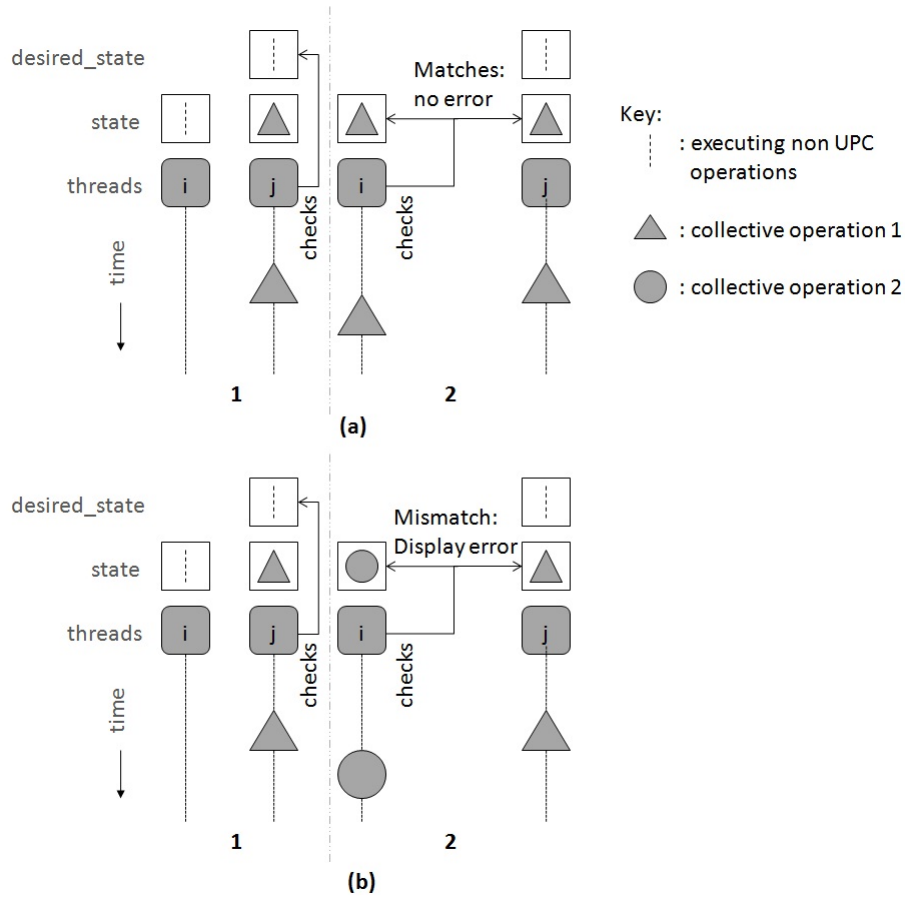 desired_state
Matches:
no error
state
Key:
: executing non UPC
operations
threads
i
j
i
j
checks
checks
: collective operation 1
time
: collective operation 2
1
2
(a)
desired_state
Mismatch:
Display error
state
threads
i
j
i
j
checks
checks
time
1
2
(b)